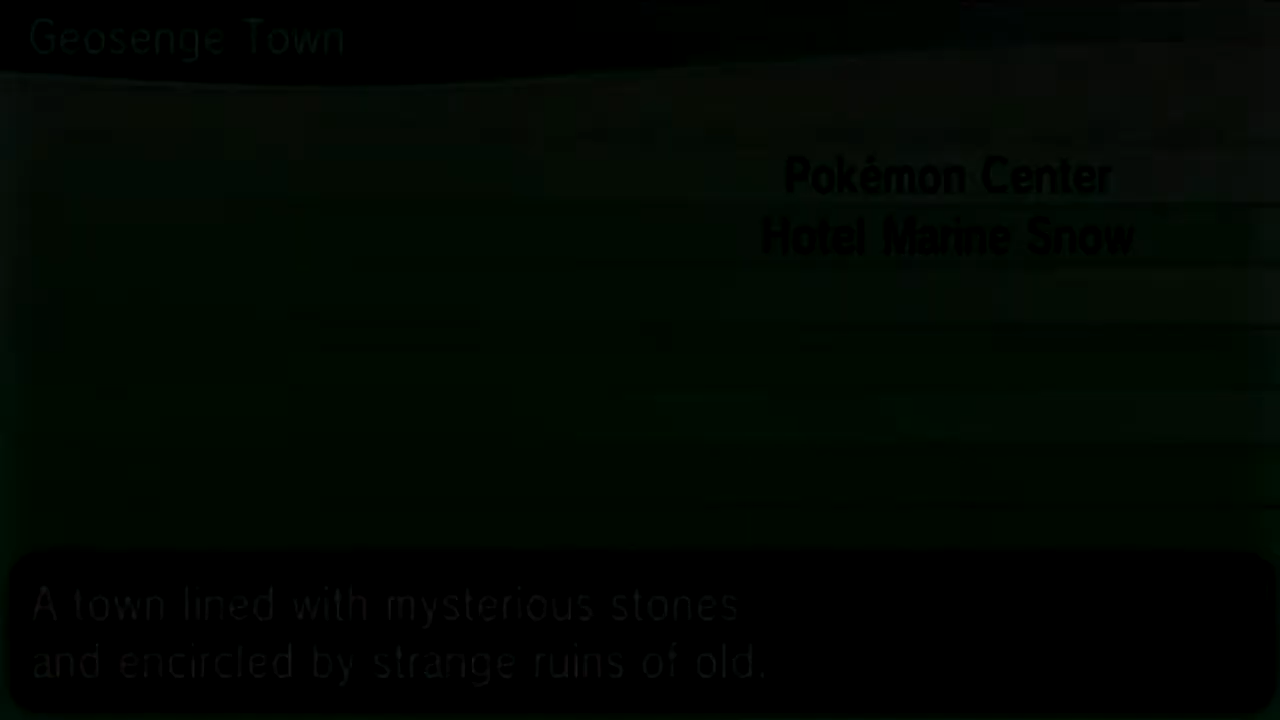 Geosenge Town
Pokémon Center
Hotel Marine Snow
A town lined with mysterious stones
and encircled by strange ruins of old.